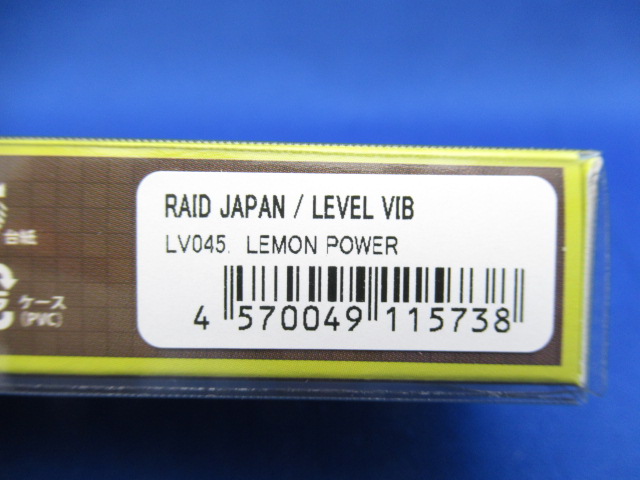 RAID JAPAN / LEVEL VIB
LV045. LEMON POWER
4 570049 115738
台紙
ケース
(PVC)